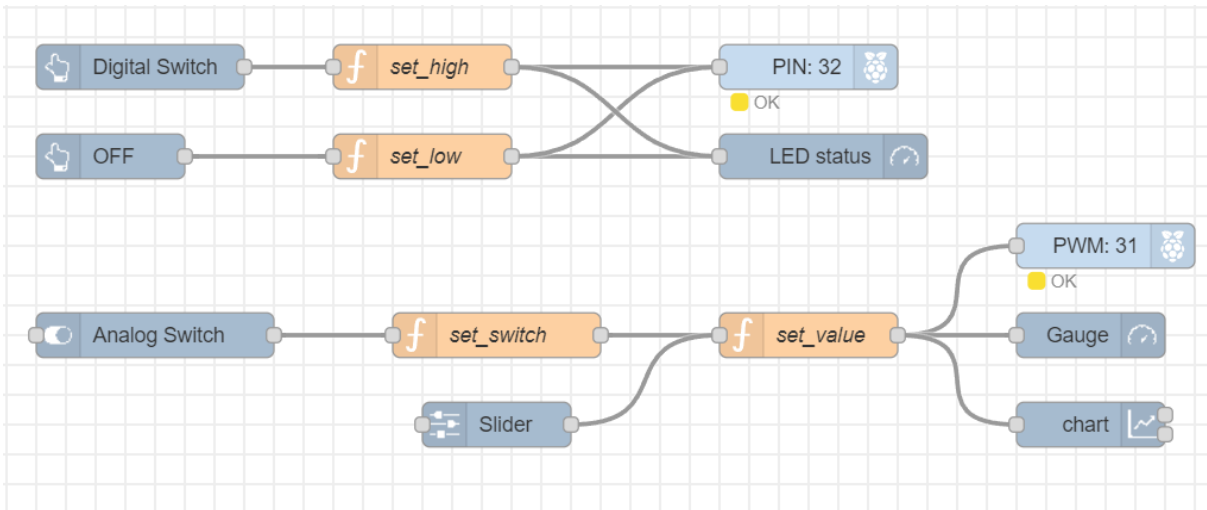 Digital Switch
set_high
PIN: 32
OK
OFF
set_low
LED status
PWM: 31
OK
Analog Switch
set_switch
set_value
Gauge
Slider
chart